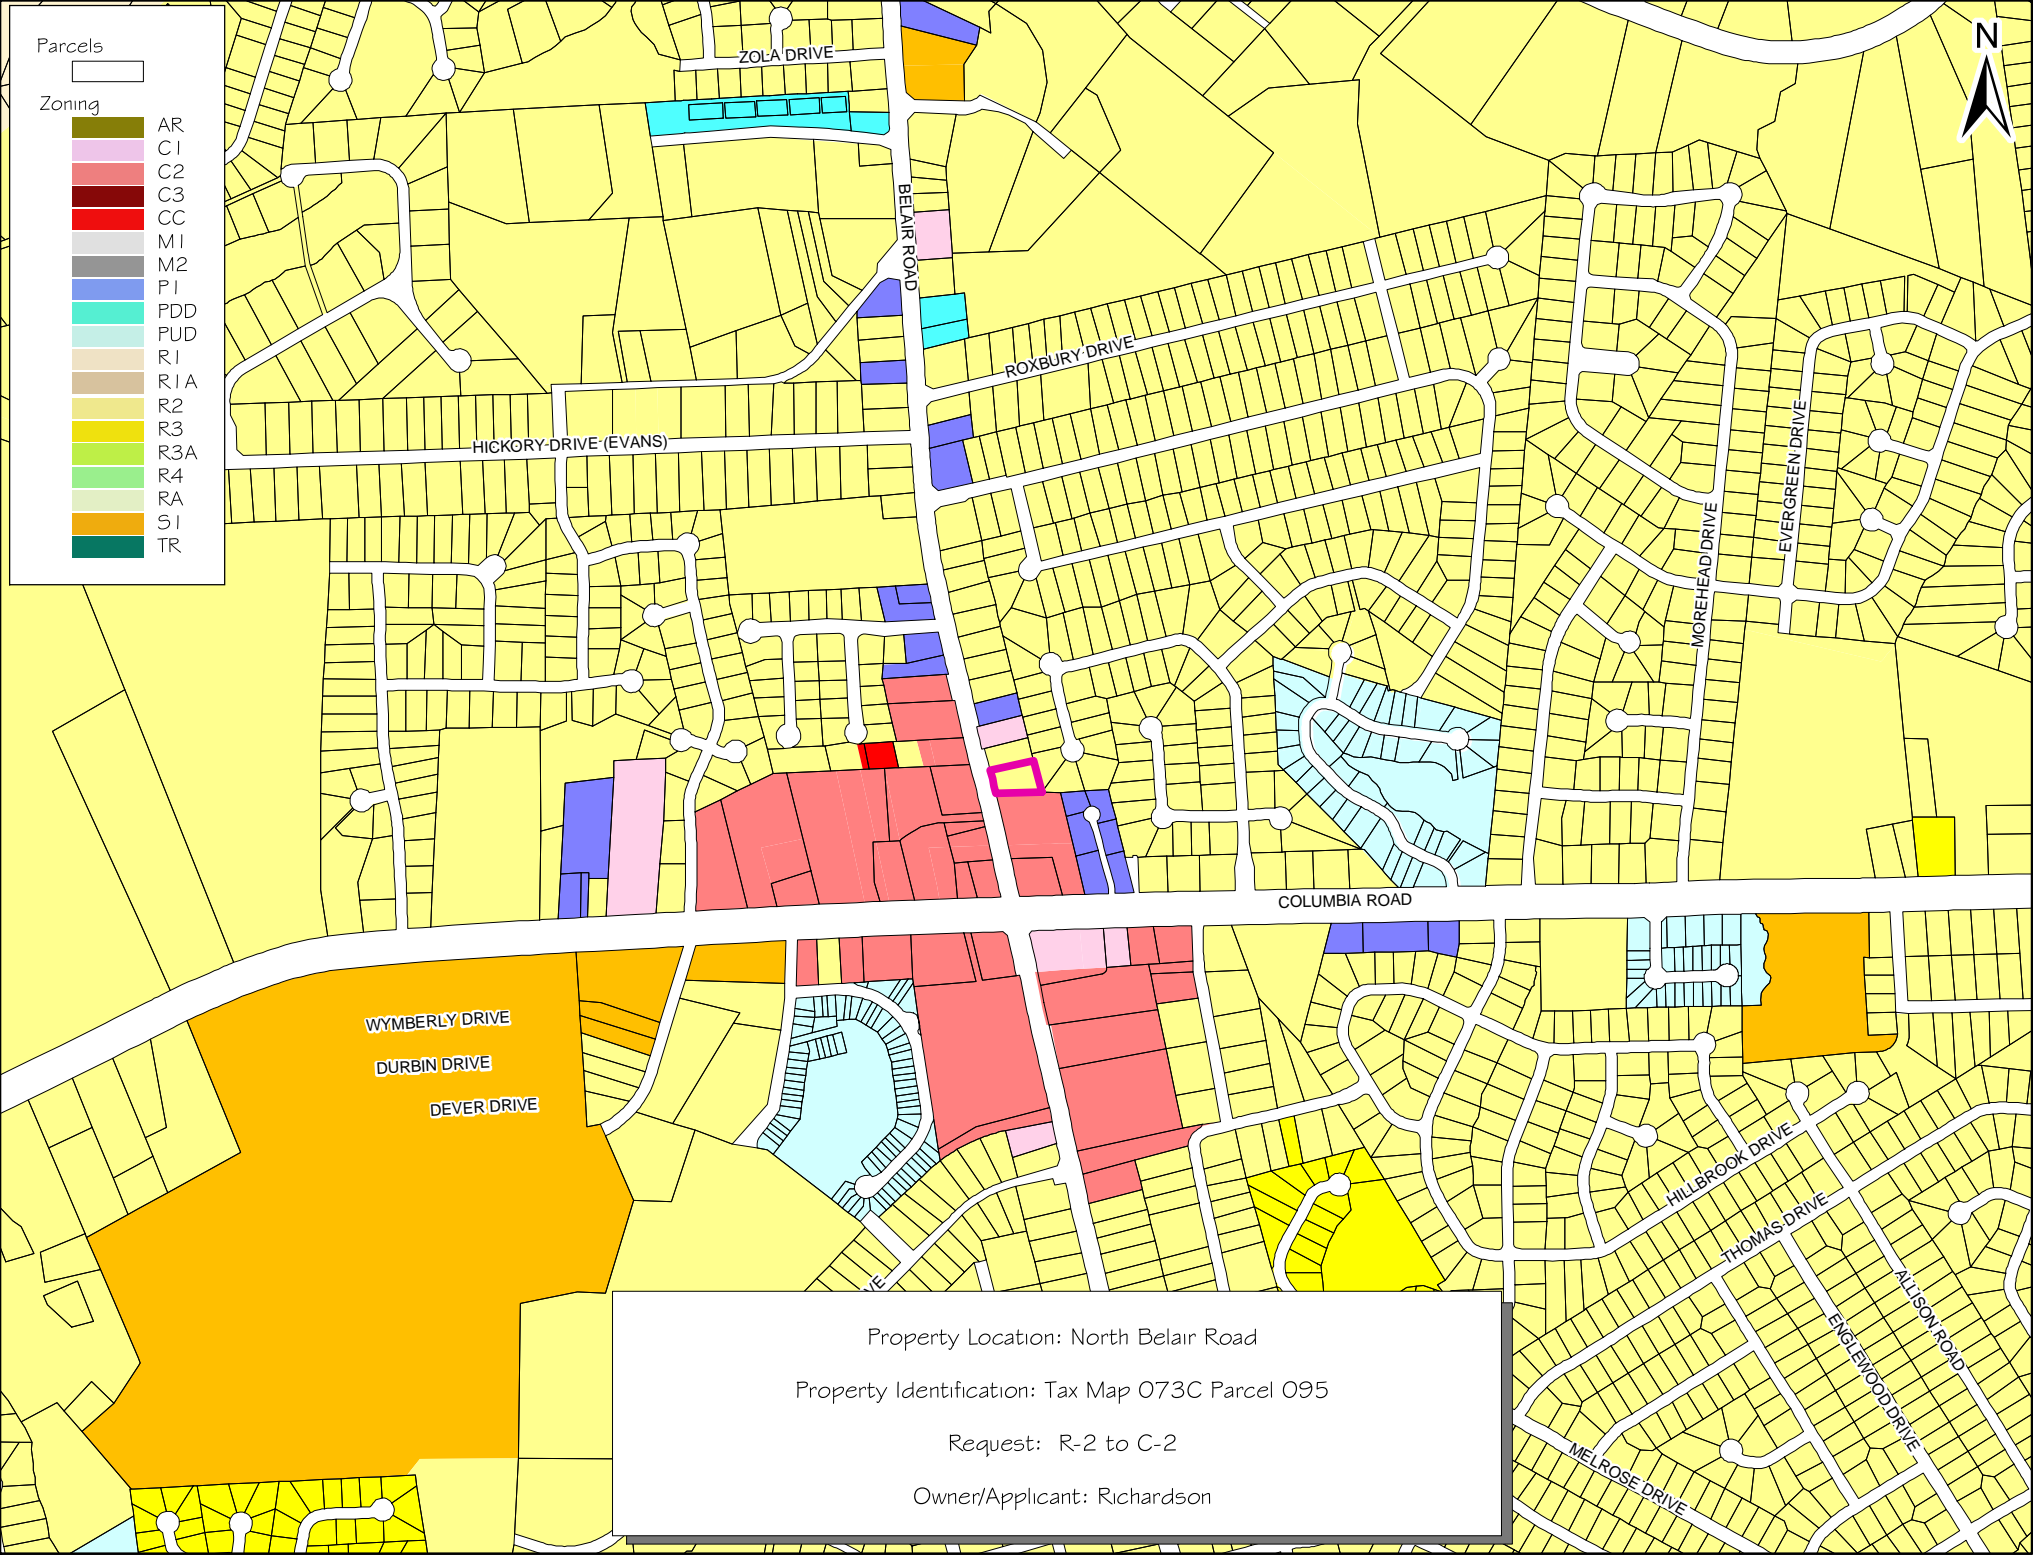 Parcels
Zoning
AR
C1
C2
C3
CC
M1
M2
P1
PDD
PUD
R1
R1A
R2
R3
R3A
R4
RA
S1
TR
N
ZOLA DRIVE
BELAIR ROAD
ROXBURY DRIVE
HICKORY DRIVE (EVANS)
EVERGREEN DRIVE
MOREHEAD DRIVE
COLUMBIA ROAD
WYMBERLY DRIVE
DURBIN DRIVE
DEVER DRIVE
HILLBROOK DRIVE
THOMAS DRIVE
ALLISON ROAD
ENGLEWOOD DRIVE
MELROSE DRIVE
VE
Property Location: North Belair Road
Property Identification: Tax Map 073C Parcel 095
Request: R-2 to C-2
Owner/Applicant: Richardson